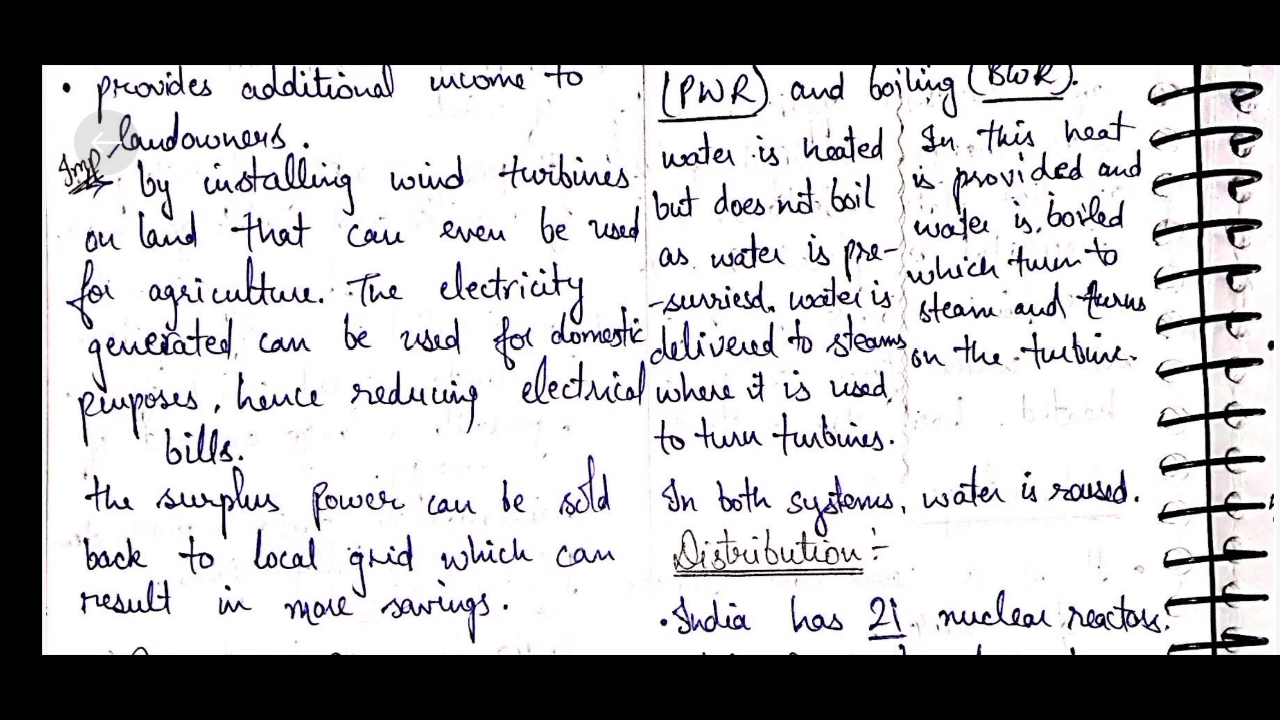 • provides additional income to
landowners.
Imp
by installing wind turbines
on land that can even be used
for agriculture. The electricity
generated can be used for domestic
purposes, hence reducing electrical
bills.
the surplus power can be sold
back to local grid which can
result in more savings.
(PWR) and boiling (BWR).
water is heated
but does not boil
as water is pre-
-surriesd. water is
delivered to steams
where it is used
to turn turbines.
In this heat
is provided and
water is boiled
which turn to
steam and turns
on the turbine.
In both systems, water is
Distribution :-
• India has 21 nuclear reactors.